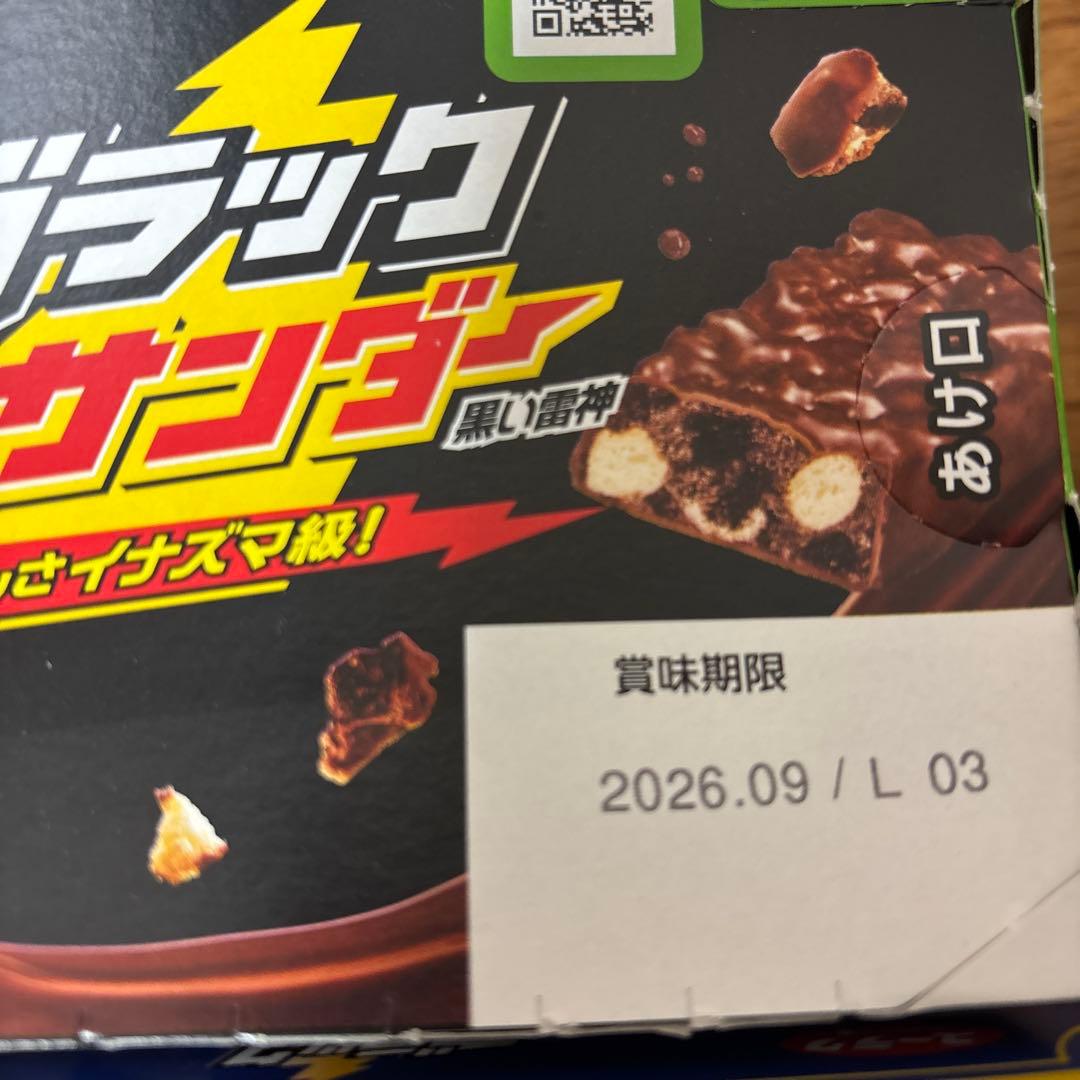 ブラック
サンダー
黒い雷神
さイナズマ級!
あけ口
賞味期限
2026.09 / L 03